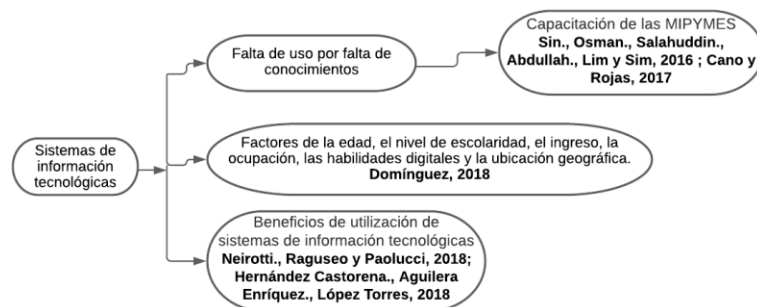 Sistemas de
información
tecnológicas
Falta de uso por falta de
conocimientos
Capacitación de las MIPYMES
Sin., Osman., Salahuddin.,
Abdullah., Lim y Sim, 2016 ; Cano y
Rojas, 2017
Factores de la edad, el nivel de escolaridad, el ingreso, la
ocupación, las habilidades digitales y la ubicación geográfica.
Domínguez, 2018
Beneficios de utilización de
sistemas de información tecnológicas
Neirotti., Raguseo y Paolucci, 2018;
Hernández Castorena., Aguilera
Enríquez., López Torres, 2018